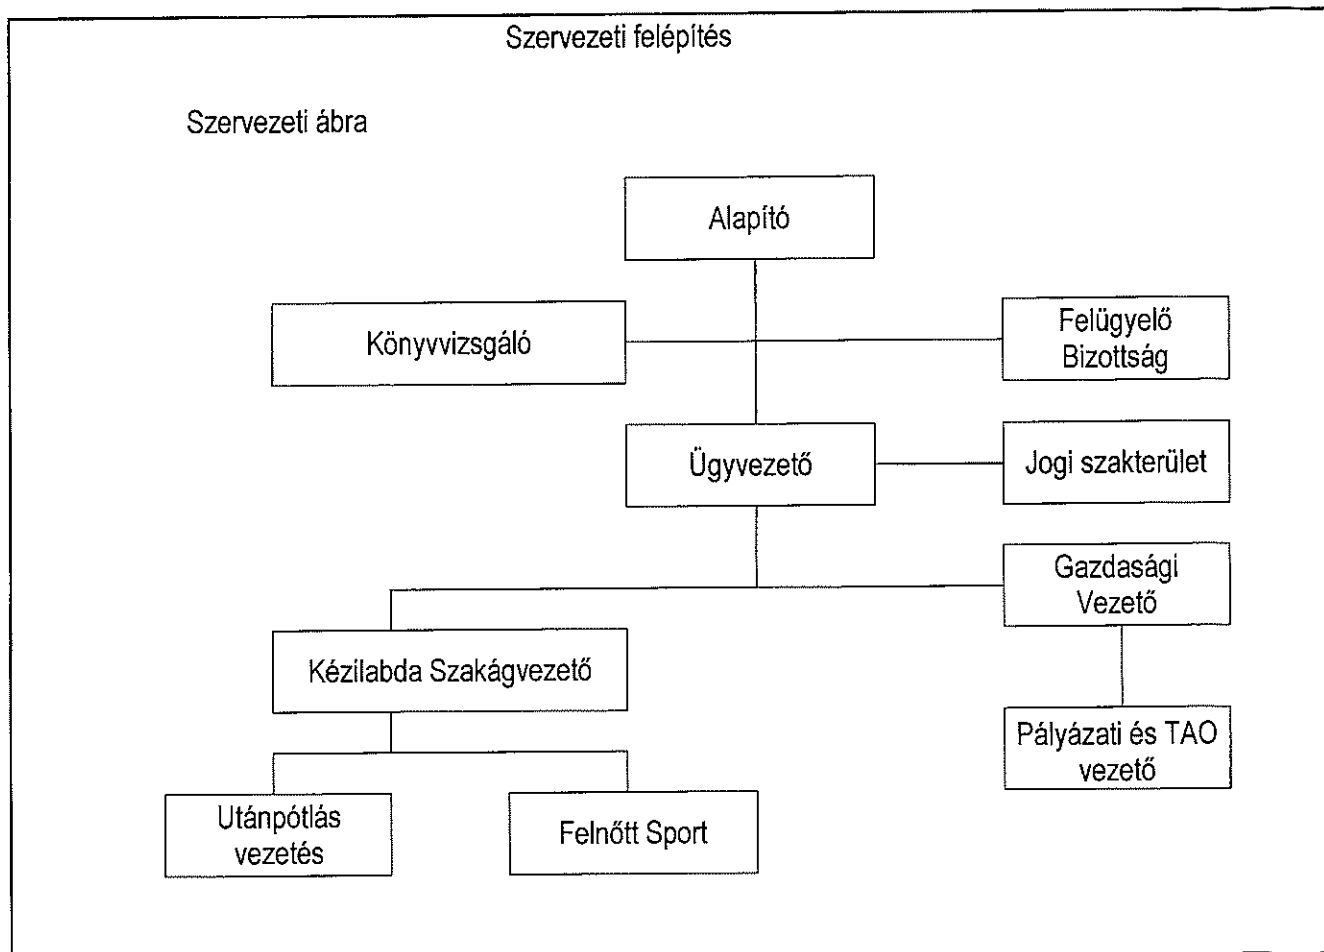 Szervezeti felépítés
Szervezeti ábra
Alapító
Könyvvizsgáló
Felügyelő
Bizottság
Ügyvezető
Jogi szakterület
Gazdasági
Vezető
Kézilabda Szakágvezető
Pályázati és TAO
vezető
Utánpótlás
vezetés
Felnőtt Sport